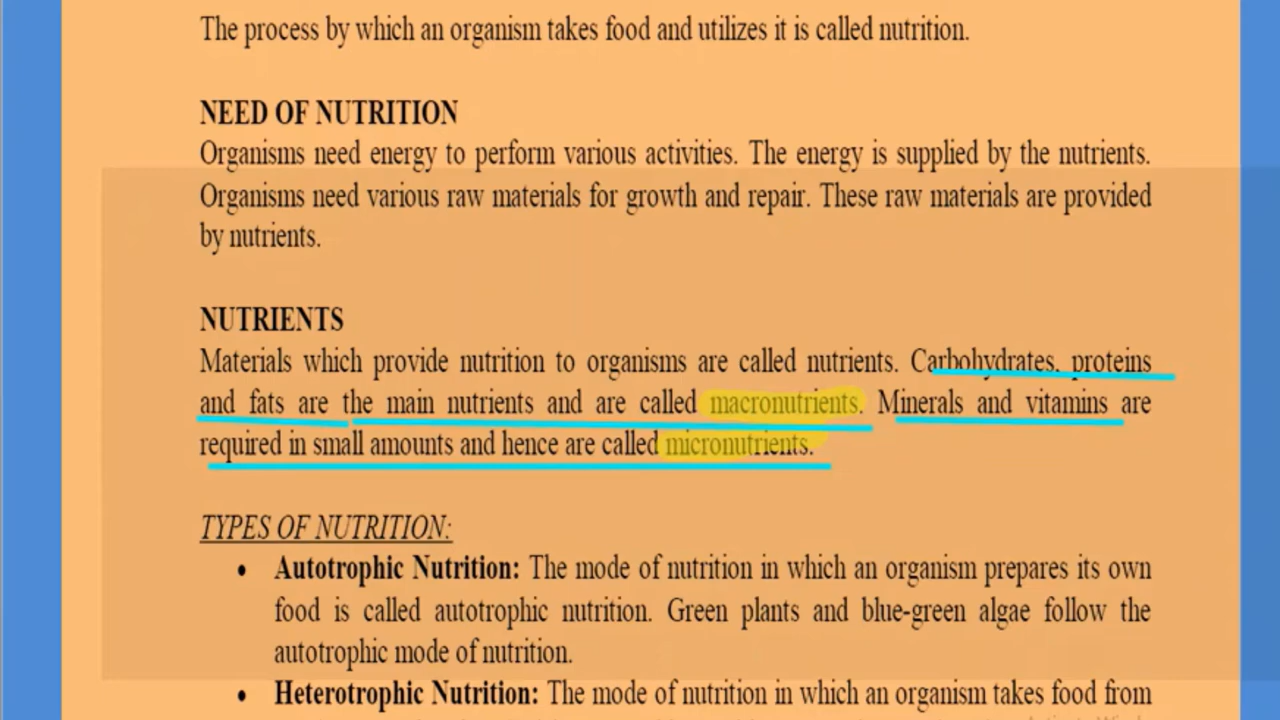 The process by which an organism takes food and utilizes it is called nutrition.
NEED OF NUTRITION
Organisms need energy to perform various activities. The energy is supplied by the nutrients.
Organisms need various raw materials for growth and repair. These raw materials are provided
by nutrients.
NUTRIENTS
Materials which provide nutrition to organisms are called nutrients. Carbohydrates, proteins
and fats are the main nutrients and are called macronutrients. Minerals and vitamins are
required in small amounts and hence are called micronutrients.
TYPES OF NUTRITION:
• Autotrophic Nutrition: The mode of nutrition in which an organism prepares its own
food is called autotrophic nutrition. Green plants and blue-green algae follow the
autotrophic mode of nutrition.
• Heterotrophic Nutrition: The mode of nutrition in which an organism takes food from